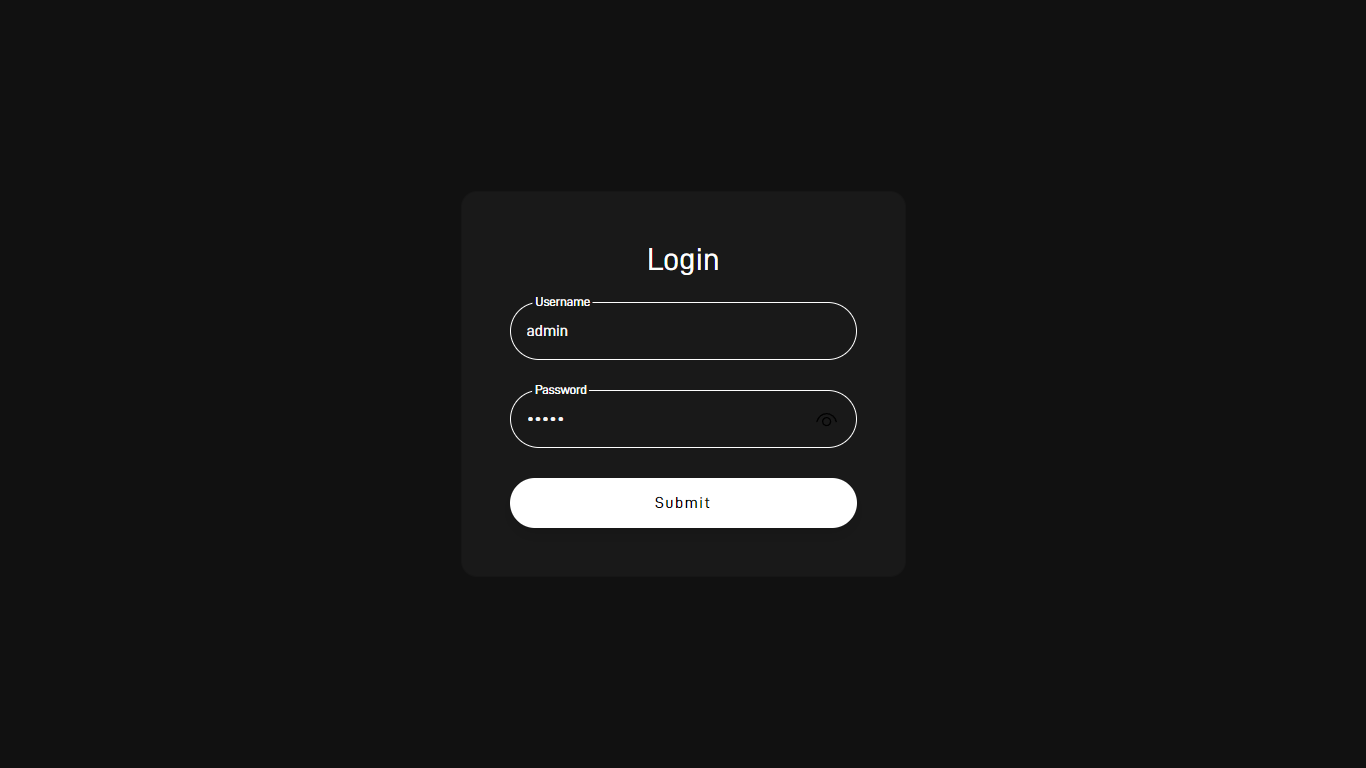 Login
Username
admin
Password
•••••
Submit